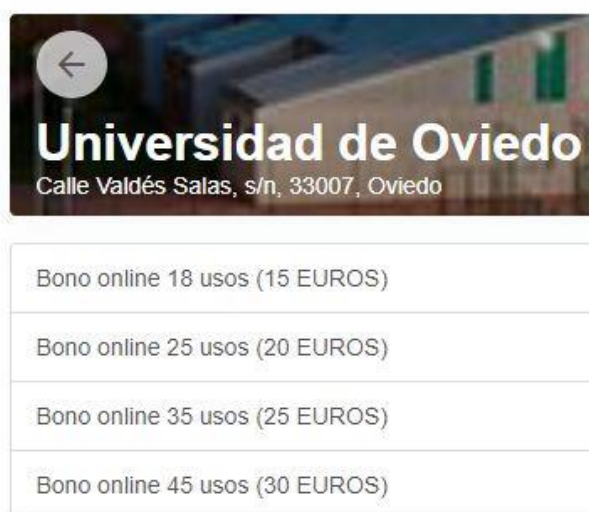 Universidad de Oviedo
Calle Valdés Salas, s/n, 33007, Oviedo
Bono online 18 usos (15 EUROS)
Bono online 25 usos (20 EUROS)
Bono online 35 usos (25 EUROS)
Bono online 45 usos (30 EUROS)